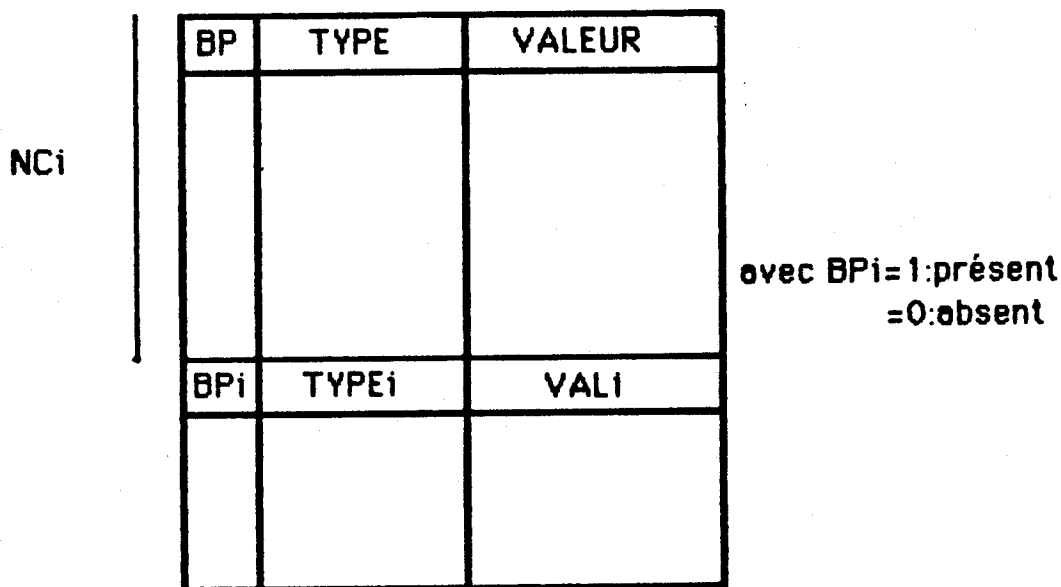 BP TYPE VALEUR
NCi
avec BPi=1:présent
=0:absent
BPi TYPEi VALi